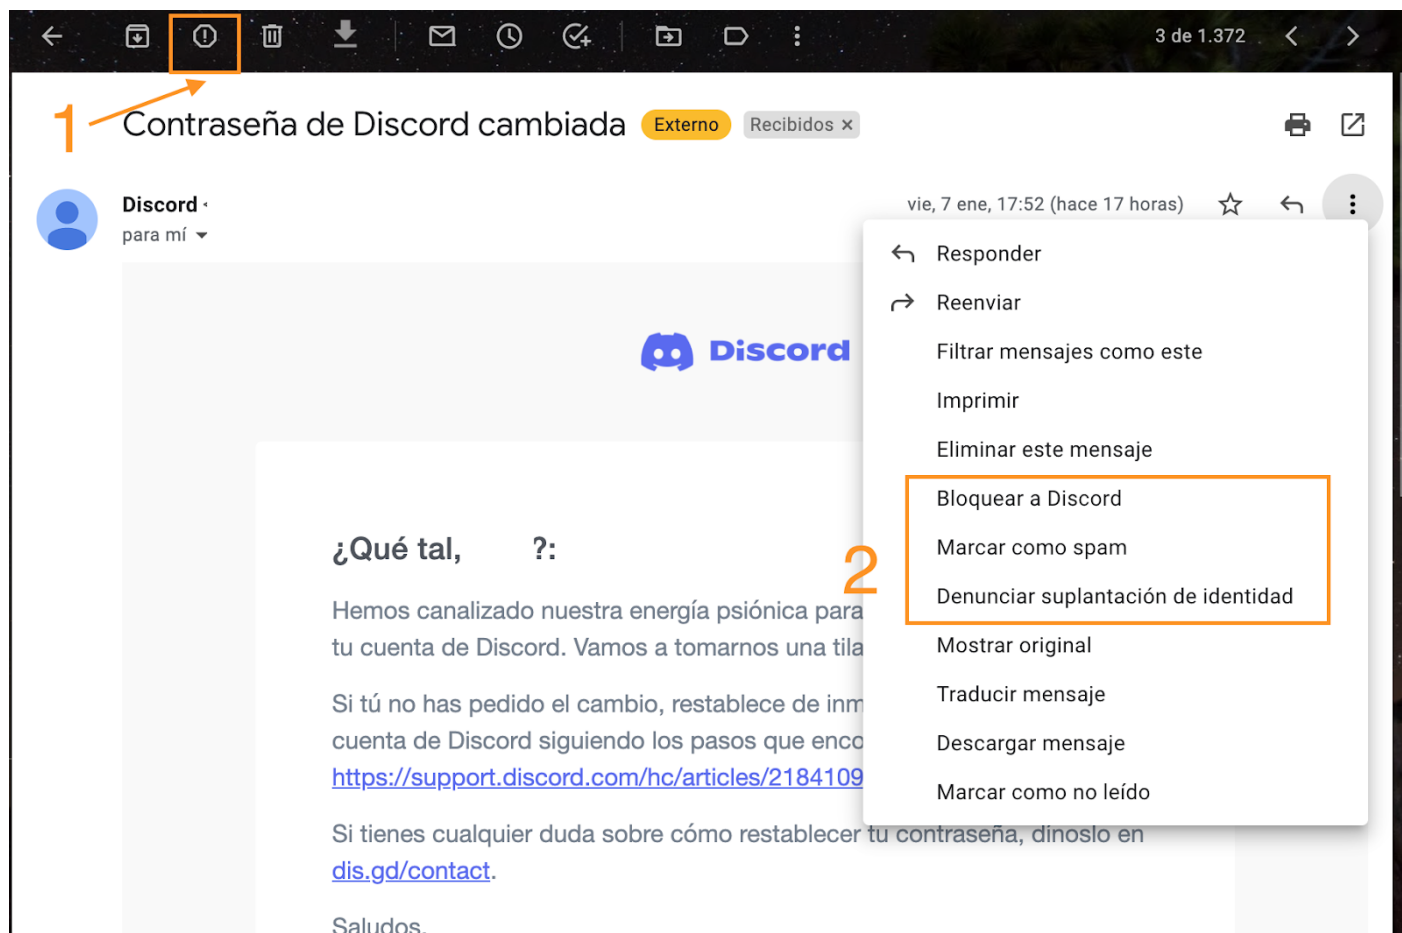 3 de 1.372
1
Contraseña de Discord cambiada Externo Recibidos ×
Discord
vie, 7 ene, 17:52 (hace 17 horas)
para mí
Responder
Reenviar
Filtrar mensajes como este
Imprimir
Eliminar este mensaje
Bloquear a Discord
Marcar como spam
Denunciar suplantación de identidad
Mostrar original
Traducir mensaje
Descargar mensaje
Marcar como no leído
2
Discord
¿Qué tal, ?:
Hemos canalizado nuestra energía psiónica para
tu cuenta de Discord. Vamos a tomarnos una tila
Si tú no has pedido el cambio, restablece de inm
cuenta de Discord siguiendo los pasos que enco
https://support.discord.com/hc/articles/2184109
Si tienes cualquier duda sobre cómo restablecer tu contraseña, dínoslo en
dis.gd/contact.
Saludos,